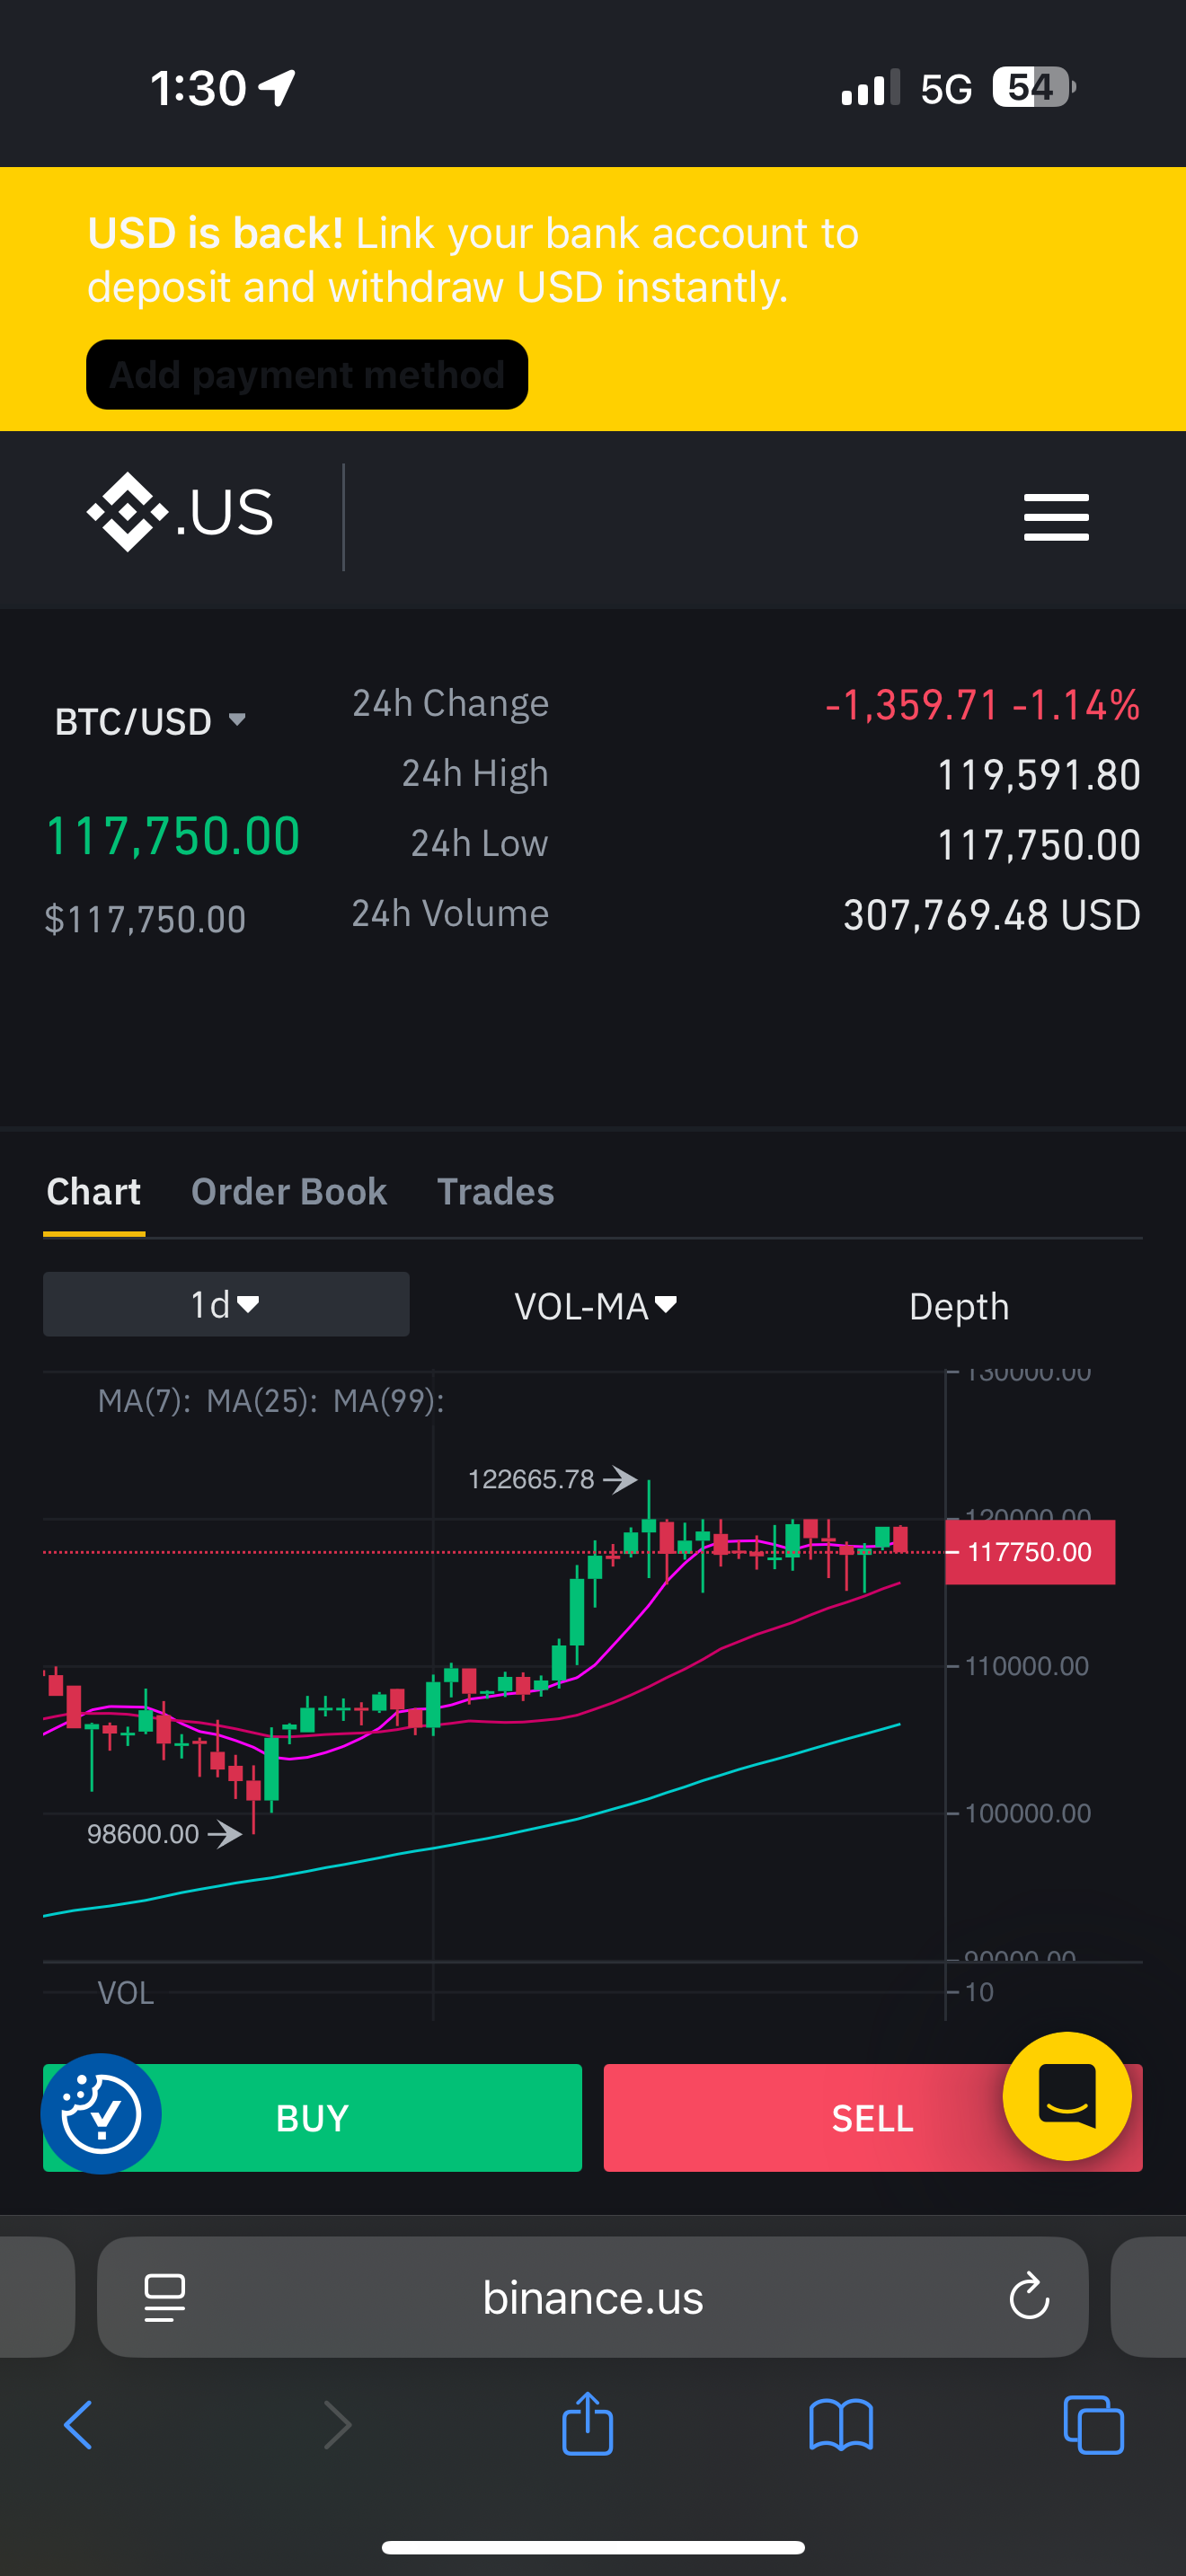 1:30
5G
54
USD is back! Link your bank account to
deposit and withdraw USD instantly.
Add payment method
.US
BTC/USD
117,750.00
$117,750.00
24h Change -1,359.71 -1.14%
24h High 119,591.80
24h Low 117,750.00
24h Volume 307,769.48 USD
Chart Order Book Trades
1d VOL-MA Depth
MA(7): MA(25): MA(99):
130000.00
122665.78
120000.00
117750.00
110000.00
100000.00
98600.00
90000.00
VOL
10
BUY SELL
binance.us